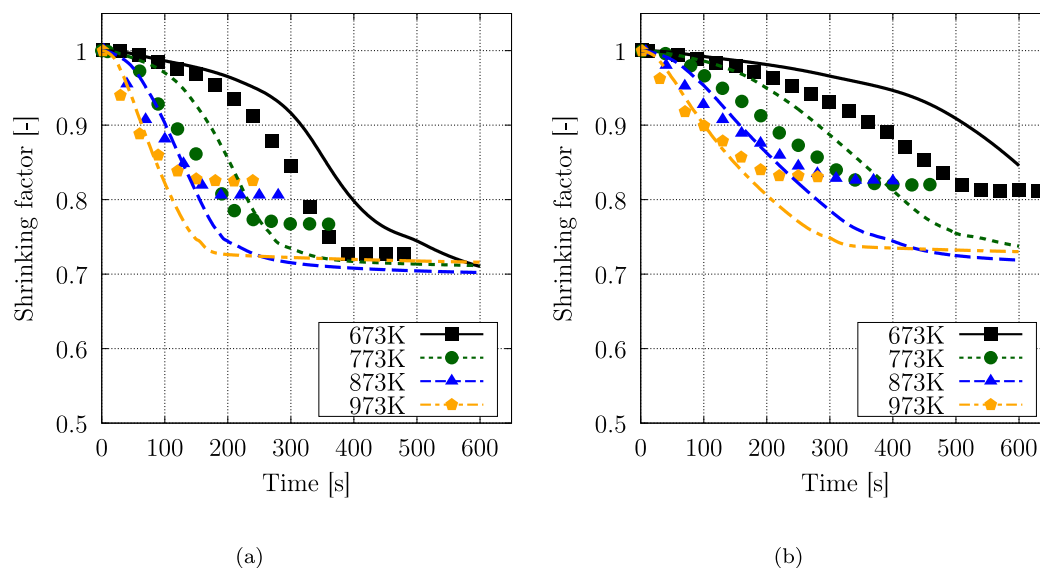 1
0.9
0.8
0.7
0.6
0.5
0 100 200 300 400 500 600
Shrinking factor [-]
Time [s]
673K
773K
873K
973K
(a)
1
0.9
0.8
0.7
0.6
0.5
0 100 200 300 400 500 600
Shrinking factor [-]
Time [s]
673K
773K
873K
973K
(b)